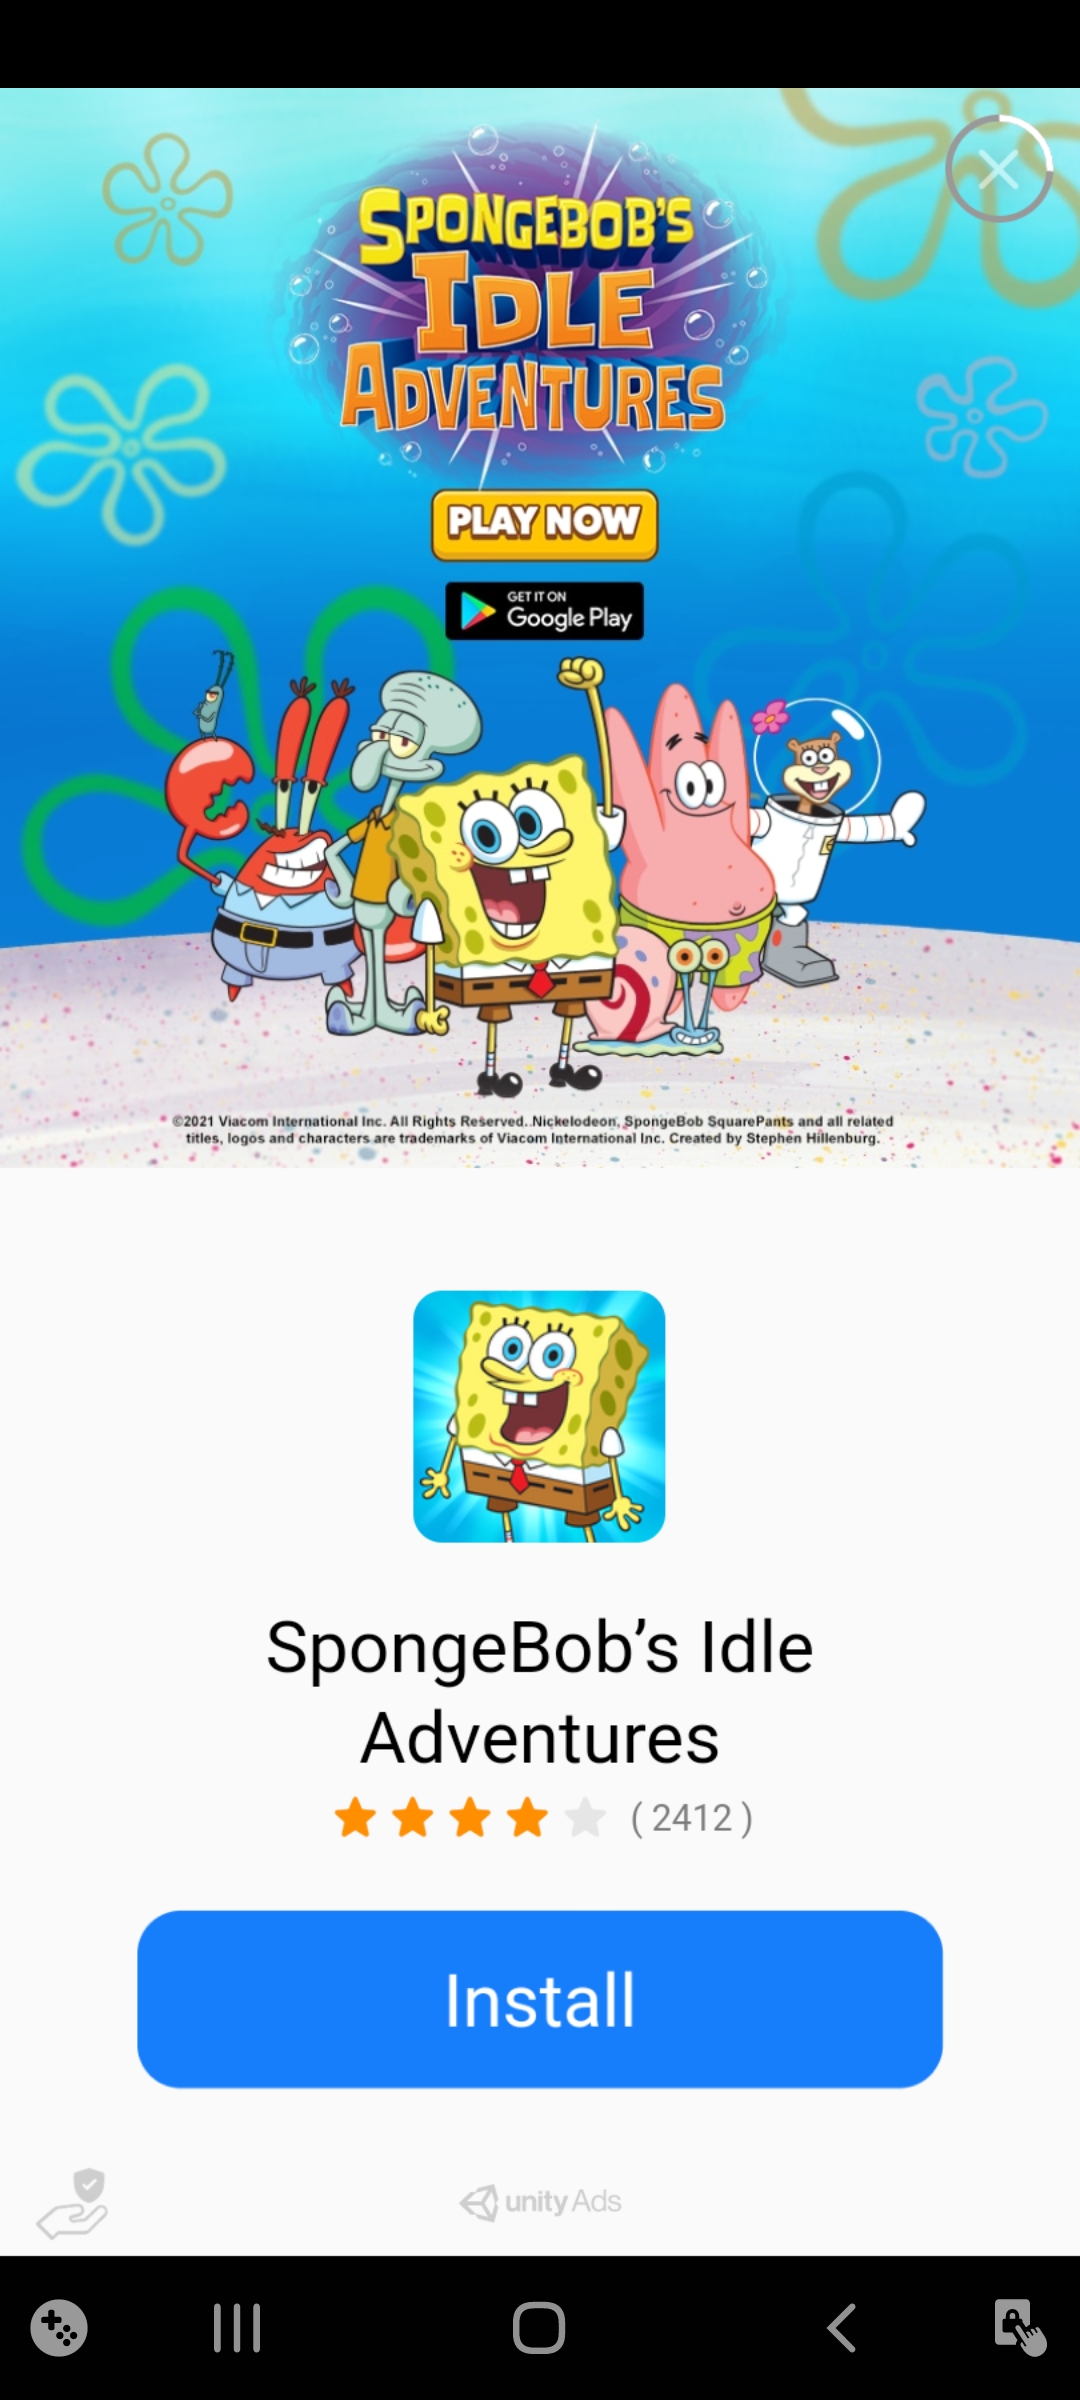 SPONGEBOB'S
IDLE
ADVENTURES
PLAY NOW
GET IT ON
Google Play
©2021 Viacom International Inc. All Rights Reserved. Nickelodeon, SpongeBob SquarePants and all related
titles, logos and characters are trademarks of Viacom International Inc. Created by Stephen Hillenburg.
SpongeBob’s Idle
Adventures
( 2412 )
Install
unity Ads